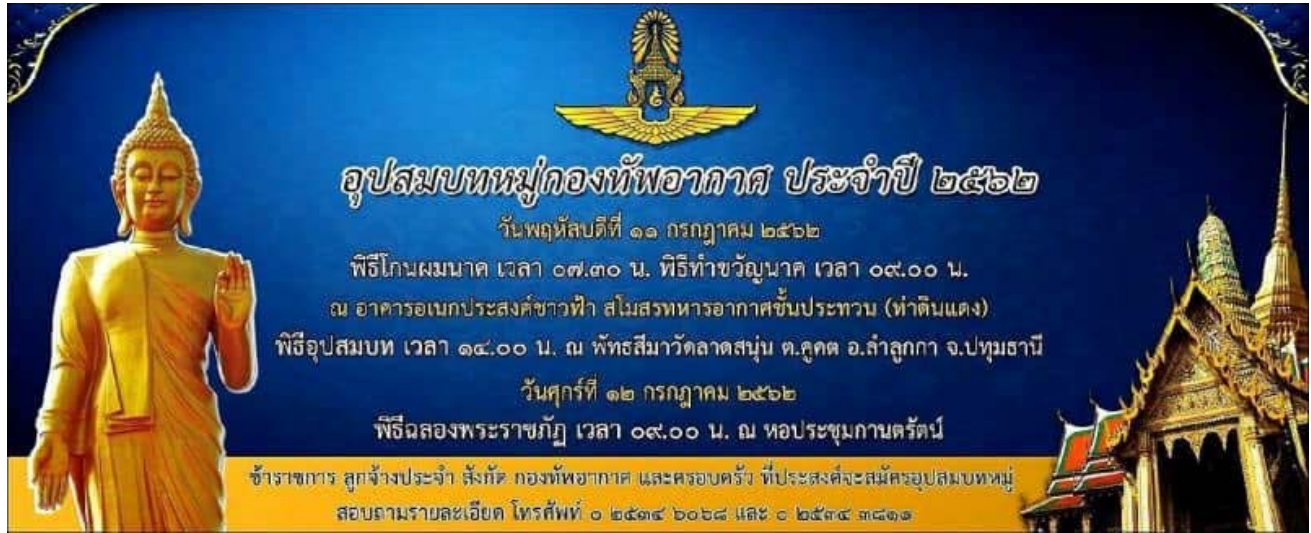 อุปสมบทหมู่กองทัพอากาศ ประจำปี ๒๕๖๒
วันพฤหัสบดีที่ ๑๑ กรกฎาคม ๒๕๖๒
พิธีโกนผมนาค เวลา ๐๗.๓๐ น. พิธีทำขวัญนาค เวลา ๐๙.๐๐ น.
ณ อาคารอเนกประสงค์ชาวฟ้า สโมสรทหารอากาศชั้นประทวน (ท่าดินแดง)
พิธีอุปสมบท เวลา ๑๔.๐๐ น. ณ พัทธสีมาวัดลาดสนุ่น ต.คูคต อ.ลำลูกกา จ.ปทุมธานี
วันศุกร์ที่ ๑๒ กรกฎาคม ๒๕๖๒
พิธีฉลองพระราชภัฏ เวลา ๐๙.๐๐ น. ณ หอประชุมกานตรัตน์
ข้าราชการ ลูกจ้างประจำ สังกัด กองทัพอากาศ และครอบครัว ที่ประสงค์จะสมัครอุปสมบทหมู่
สอบถามรายละเอียด โทรศัพท์ ๐ ๒๕๓๔ ๖๐๖๘ และ ๐ ๒๕๓๔ ๓๘๑๑